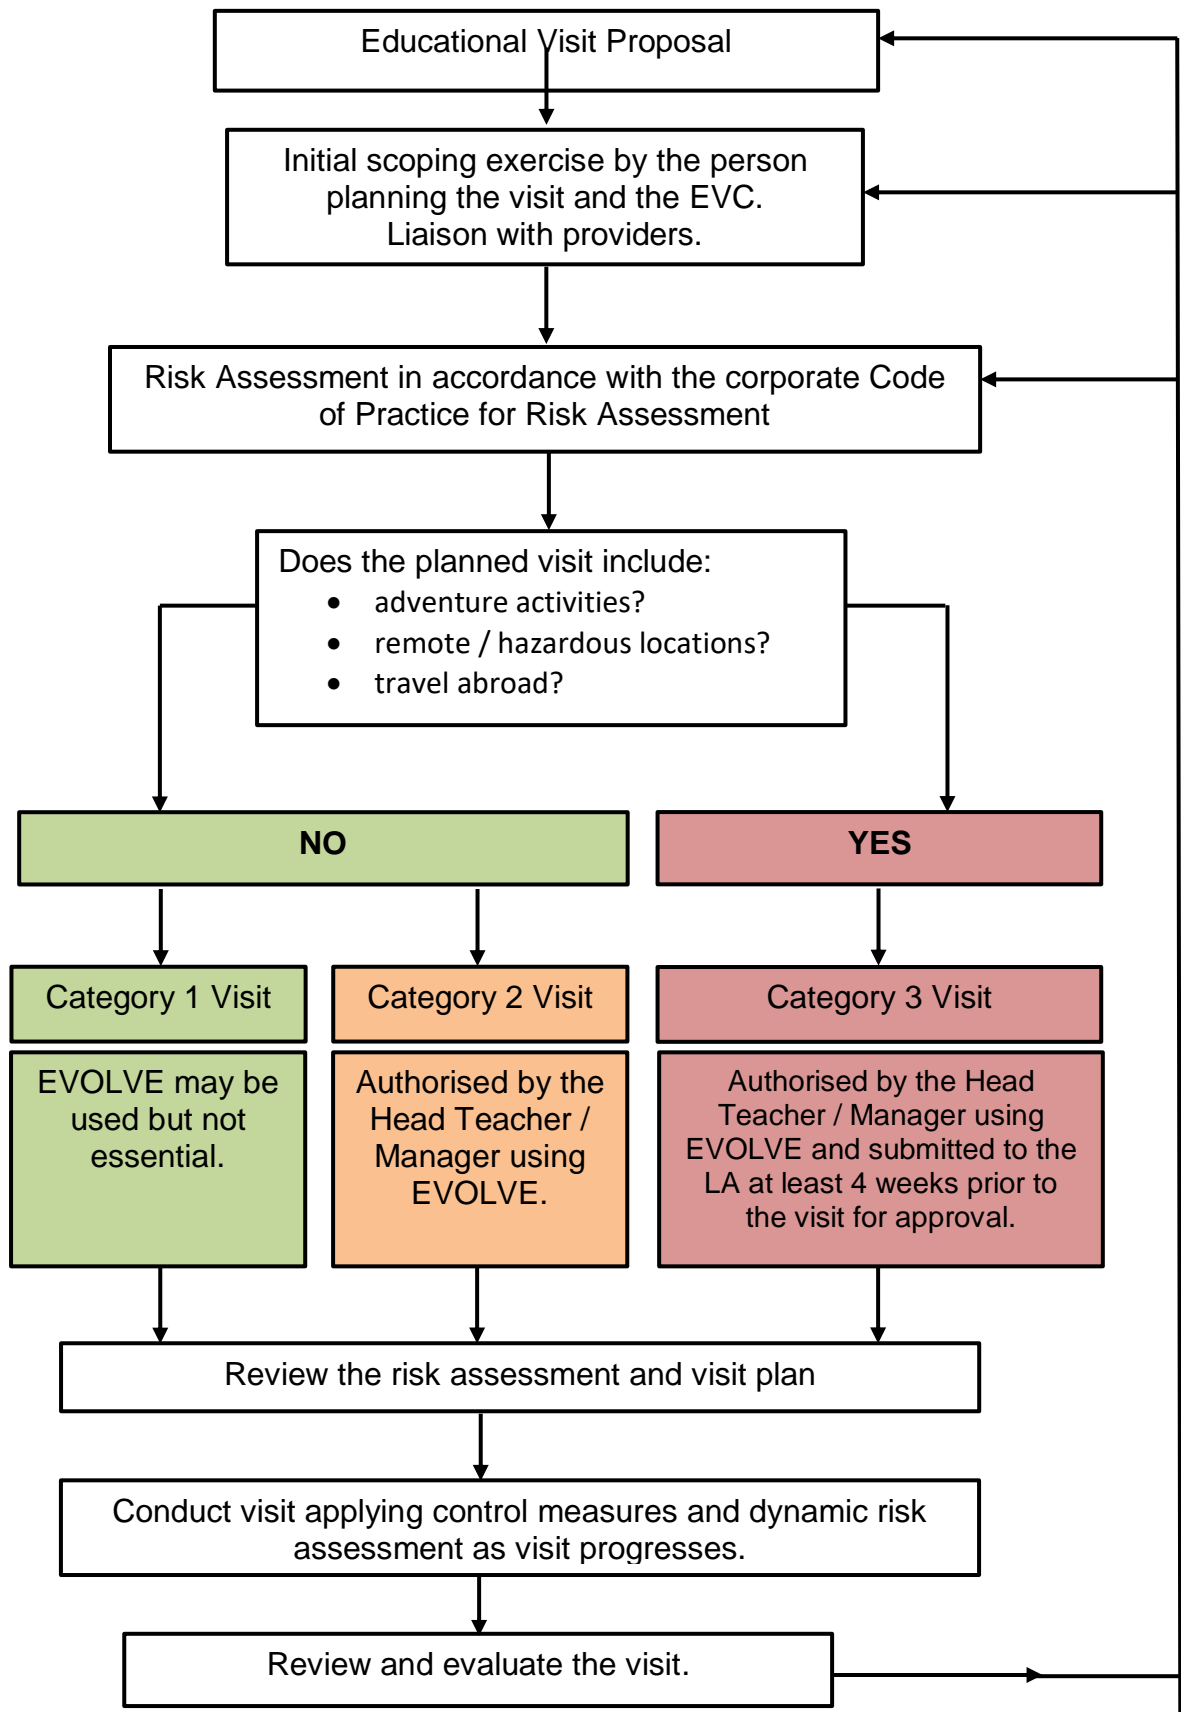 Educational Visit Proposal
Initial scoping exercise by the person
planning the visit and the EVC.
Liaison with providers.
Risk Assessment in accordance with the corporate Code
of Practice for Risk Assessment
Does the planned visit include:
• adventure activities?
• remote / hazardous locations?
• travel abroad?
NO
YES
Category 1 Visit
EVOLVE may be
used but not
essential.
Category 2 Visit
Authorised by the
Head Teacher /
Manager using
EVOLVE.
Category 3 Visit
Authorised by the Head
Teacher / Manager using
EVOLVE and submitted to the
LA at least 4 weeks prior to
the visit for approval.
Review the risk assessment and visit plan
Conduct visit applying control measures and dynamic risk
assessment as visit progresses.
Review and evaluate the visit.